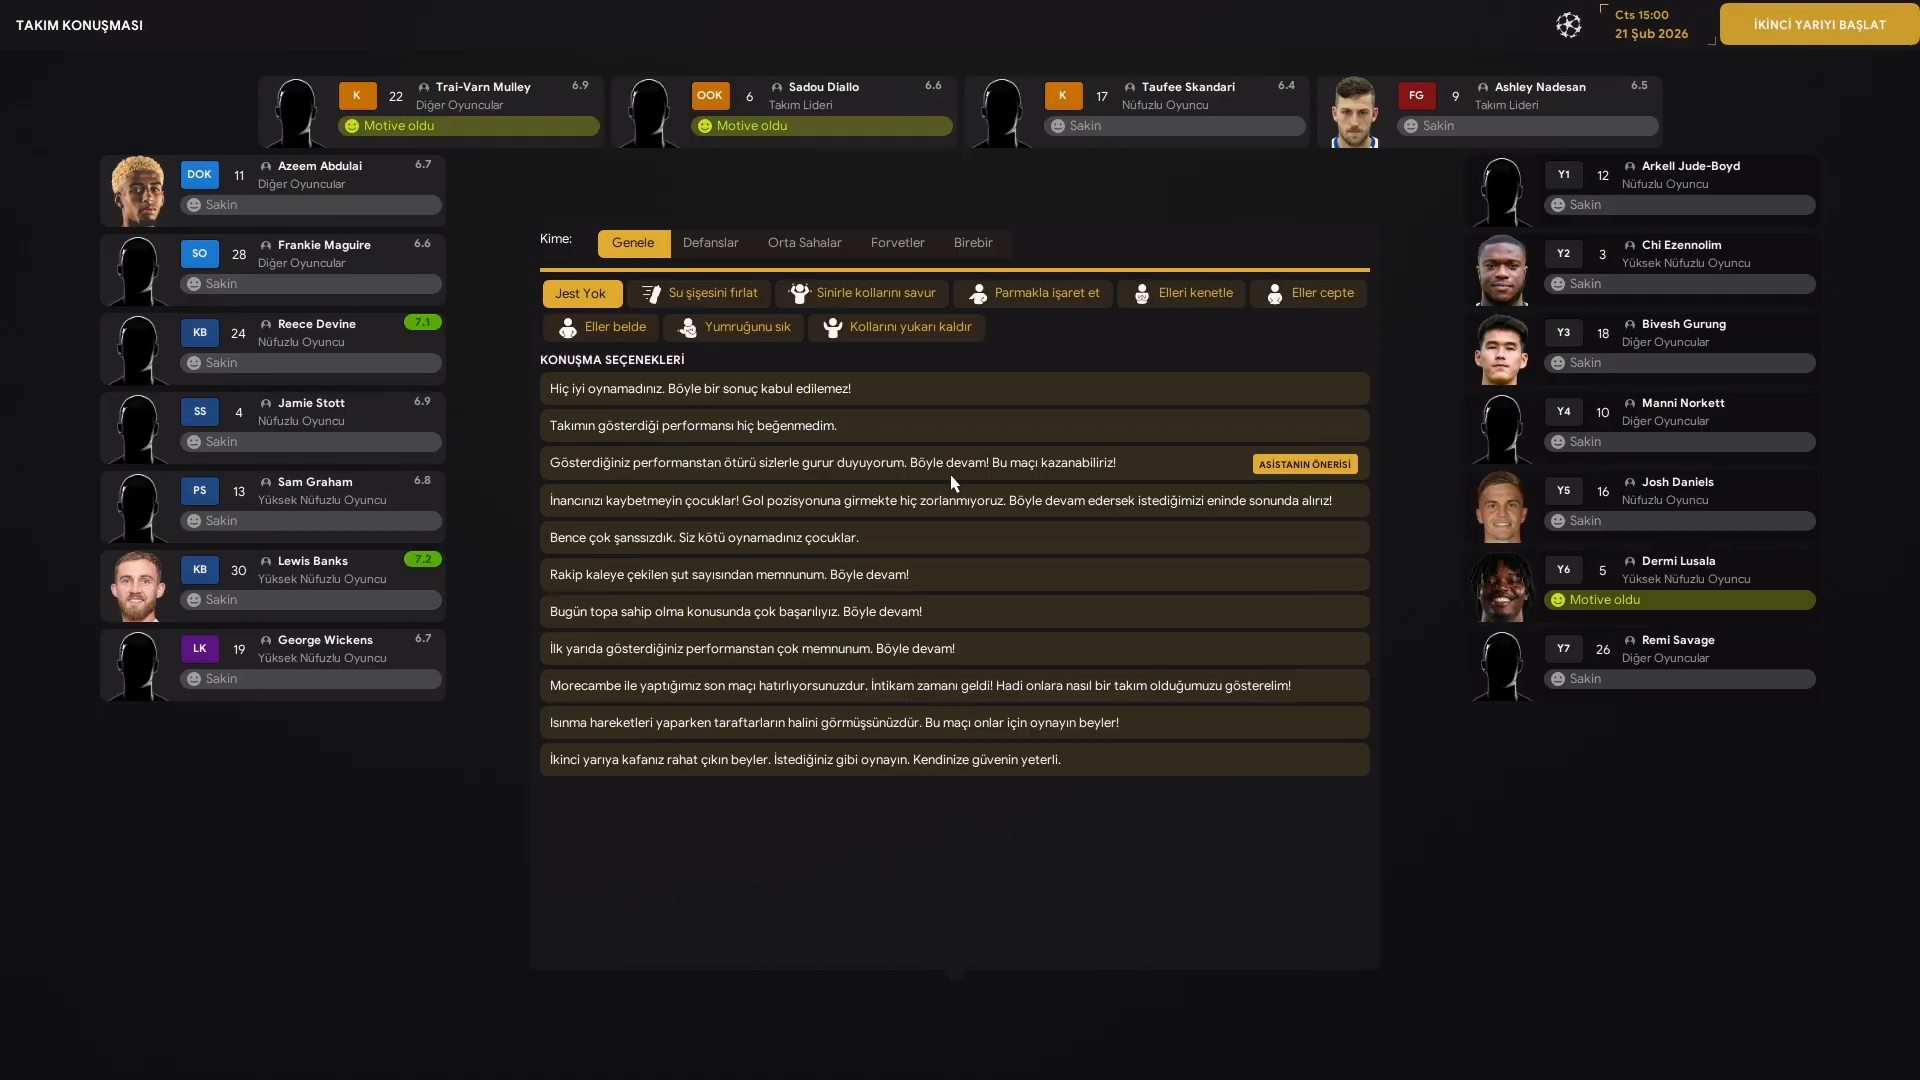 TAKIM KONUŞMASI
Cts 15:00
21 Şub 2026
İKİNCİ YARIYI BAŞLAT
K 22 Trai-Varn Mulley 6.9
Diğer Oyuncular
Motive oldu
OOK 6 Sadou Diallo 6.6
Takım Lideri
Motive oldu
K 17 Taufee Skandari 6.4
Nüfuzlu Oyuncu
Sakin
FG 9 Ashley Nadesan 6.5
Takım Lideri
Sakin
DOK 11 Azeem Abdulai 6.7
Diğer Oyuncular
Sakin
SO 28 Frankie Maguire 6.6
Diğer Oyuncular
Sakin
KB 24 Reece Devine 7.1
Nüfuzlu Oyuncu
Sakin
SS 4 Jamie Stott 6.9
Nüfuzlu Oyuncu
Sakin
PS 13 Sam Graham 6.8
Yüksek Nüfuzlu Oyuncu
Sakin
KB 30 Lewis Banks 7.2
Yüksek Nüfuzlu Oyuncu
Sakin
LK 19 George Wickens 6.7
Yüksek Nüfuzlu Oyuncu
Sakin
Kime: Genele Defanslar Orta Sahalar Forvetler Birebir
Jest Yok Su şişesini fırlat Sinirle kollarını savur Parmakla işaret et Elleri kenetle Eller cepte
Eller belde Yumruğunu sık Kollarını yukarı kaldır
KONUŞMA SEÇENEKLERİ
Hiç iyi oynamadınız. Böyle bir sonuç kabul edilemez!
Takımın gösterdiği performansı hiç beğenmedim.
Gösterdiğiniz performanstan ötürü sizlerle gurur duyuyorum. Böyle devam! Bu maçı kazanabiliriz! ASİSTANIN ÖNERİSİ
İnancınızı kaybetmeyin çocuklar! Gol pozisyonuna girmekte hiç zorlanmıyoruz. Böyle devam edersek istediğimizi eninde sonunda alırız!
Bence çok şanssızdık. Siz kötü oynamadınız çocuklar.
Rakip kaleye çekilen şut sayısından memnunum. Böyle devam!
Bugün topa sahip olma konusunda çok başarılıyız. Böyle devam!
İlk yarıda gösterdiğiniz performanstan çok memnunum. Böyle devam!
Morecambe ile yaptığımız son maçı hatırlıyorsunuzdur. İntikam zamanı geldi! Hadi onlara nasıl bir takım olduğumuzu gösterelim!
Isınma hareketleri yaparken taraftarların halini görmüşsünüzdür. Bu maçı onlar için oynayın beyler!
İkinci yarıya kafanız rahat çıkın beyler. İstediğiniz gibi oynayın. Kendinize güvenin yeterli.
Y1 12 Arkell Jude-Boyd
Nüfuzlu Oyuncu
Sakin
Y2 3 Chi Ezennolim
Yüksek Nüfuzlu Oyuncu
Sakin
Y3 18 Bivesh Gurung
Diğer Oyuncular
Sakin
Y4 10 Manni Norkett
Diğer Oyuncular
Sakin
Y5 16 Josh Daniels
Nüfuzlu Oyuncu
Sakin
Y6 5 Dermi Lusala
Yüksek Nüfuzlu Oyuncu
Motive oldu
Y7 26 Remi Savage
Diğer Oyuncular
Sakin